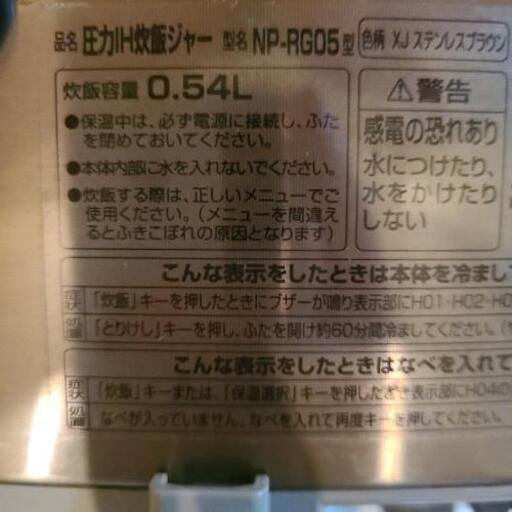 品名 圧力IH炊飯ジャー 型名 NP-RG05型 色柄 XJ ステンレスブラウン
炊飯容量 0.54L
●保温中は、必ず電源に接続し、ふた
を閉めておいてください。
●本体内部に水を入れないでください。
●炊飯する際は、正しいメニューでご
使用ください。（メニューを間違え
るとふきこぼれの原因となります）
⚠警告
感電の恐れあり
水につけたり、
水をかけたり
しない
こんな表示をしたときは本体を冷まして
症状 「炊飯」キーを押したときにブザーが鳴り表示部にH01・H02・H0
処置 「とりけし」キーを押し、ふたを開け約60分間冷ましてください。
こんな表示をしたときはなべを入れて
症状 「炊飯」キーまたは、「保温選択」キーを押したとき表示部にH04の
処置 なべが入っていません。なべを入れて再度キーを押してください。